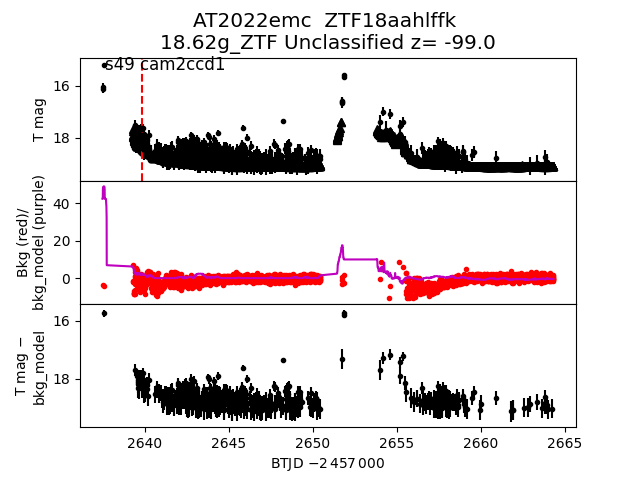 AT2022emc  ZTF18aahlffk
18.62g_ZTF Unclassified z= -99.0
s49 cam2ccd1
T mag
16
18
Bkg (red)/
bkg_model (purple)
40
20
0
T mag −
bkg_model
16
18
2640
2645
2650
2655
2660
2665
BTJD −2 457 000